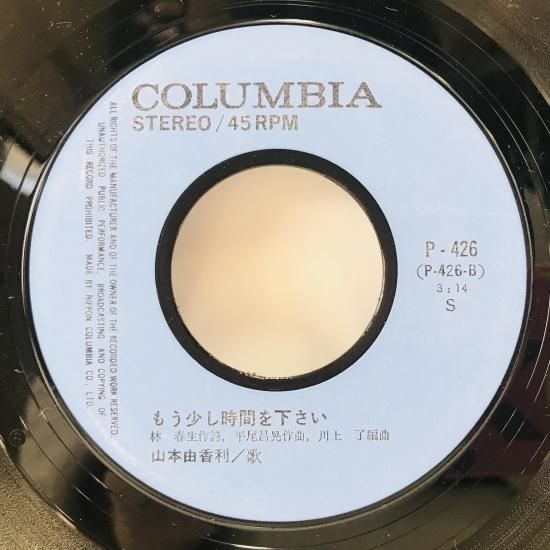 COLUMBIA
STEREO/45RPM
ALL RIGHTS OF THE MANUFACTURER AND OF THE OWNER OF THE RECORDED WORK RESERVED.
UNAUTHORIZED PUBLIC PERFORMANCE, BROADCASTING AND COPYING OF
THIS RECORD PROHIBITED. MADE BY NIPPON COLUMBIA CO., LTD.
P-426
(P-426-B)
3:14
S
もう少し時間を下さい
林 春生作詩, 平尾昌晃作曲, 川上 了編曲
山本由香利/歌